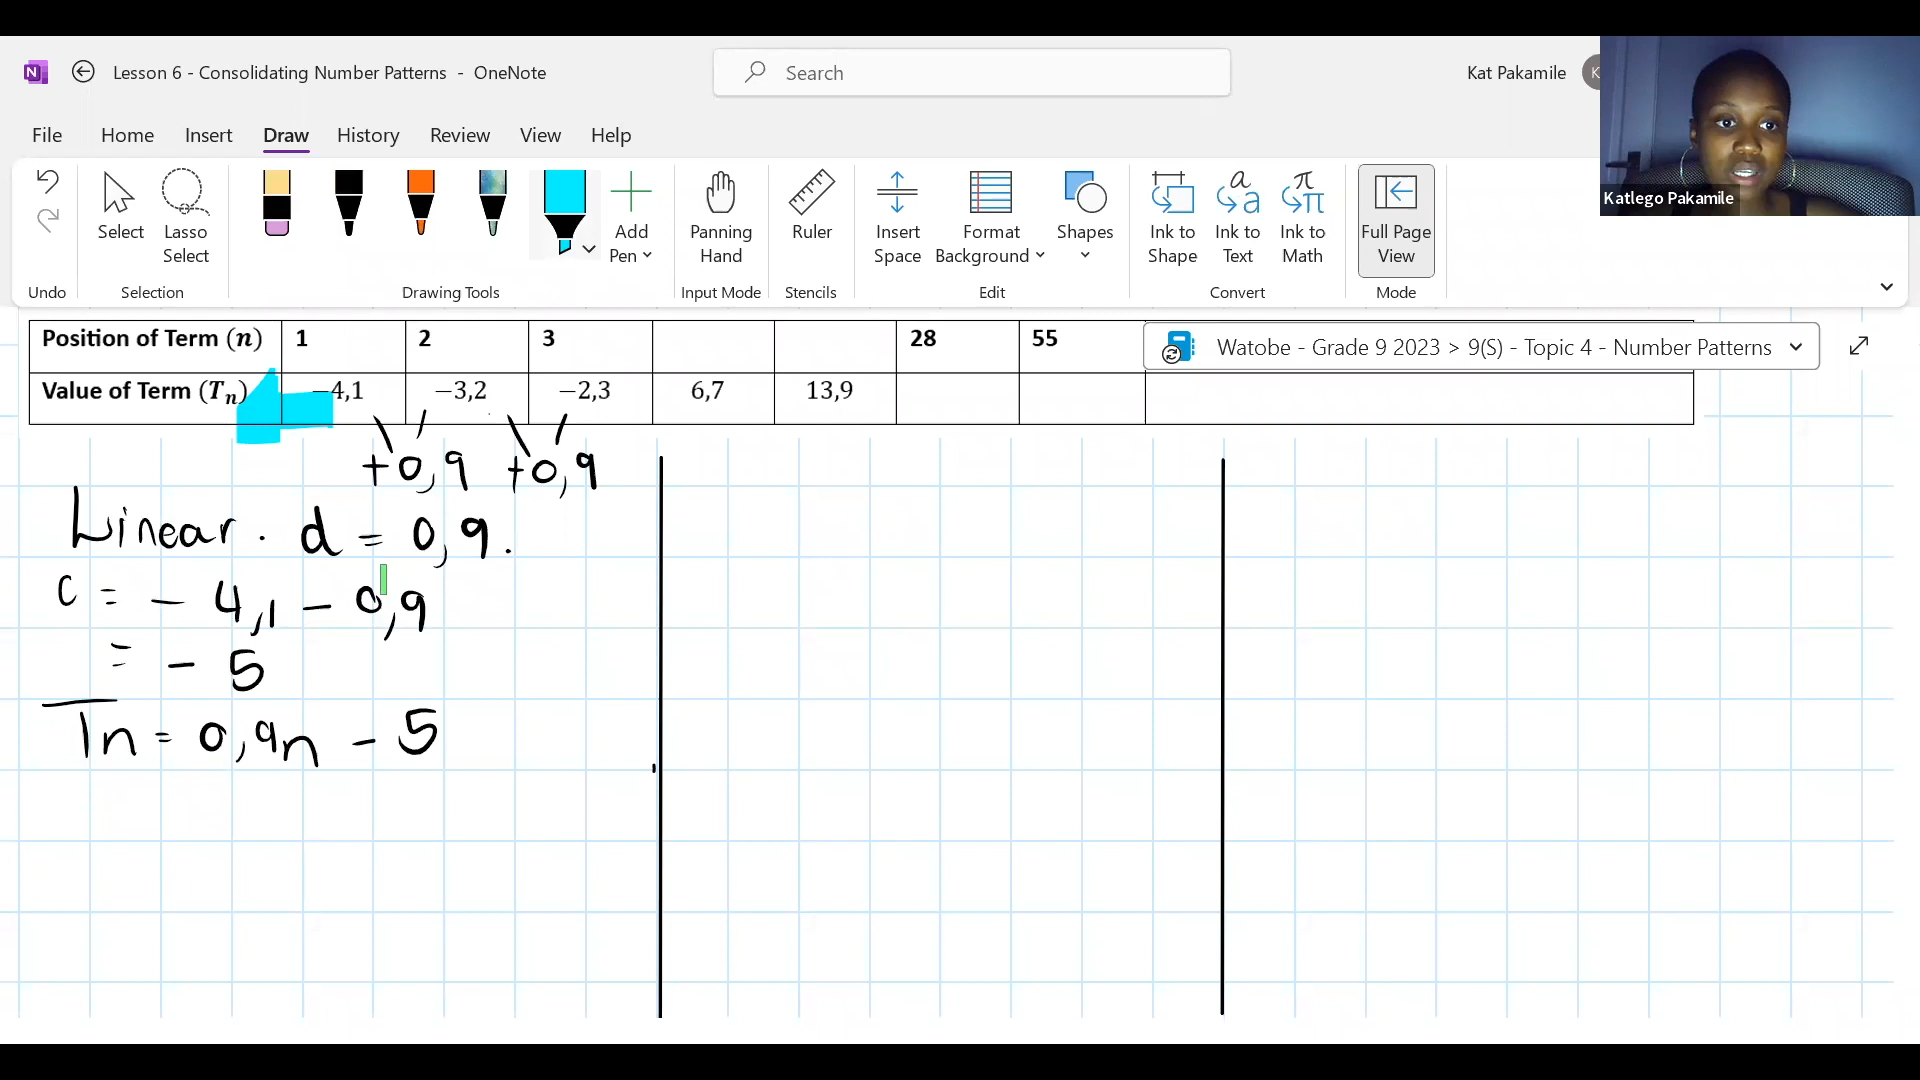 Lesson 6 - Consolidating Number Patterns - OneNote
Search
Kat Pakamile
K
File Home Insert Draw History Review View Help
Select
Lasso Select
Add Pen
Panning Hand
Ruler
Insert Space
Format Background
Shapes
Ink to Shape
Ink to Text
Ink to Math
Full Page View
Katlego Pakamile
Undo Selection Drawing Tools Input Mode Stencils Edit Convert Mode
Position of Term (n) 1 2 3 28 55
Watobe - Grade 9 2023 > 9(S) - Topic 4 - Number Patterns
Value of Term (Tn) −4,1 −3,2 −2,3 6,7 13,9
+0,9 +0,9
Linear. d = 0,9.
C = - 4,1 - 0,9
= - 5
Tn = 0,9n - 5